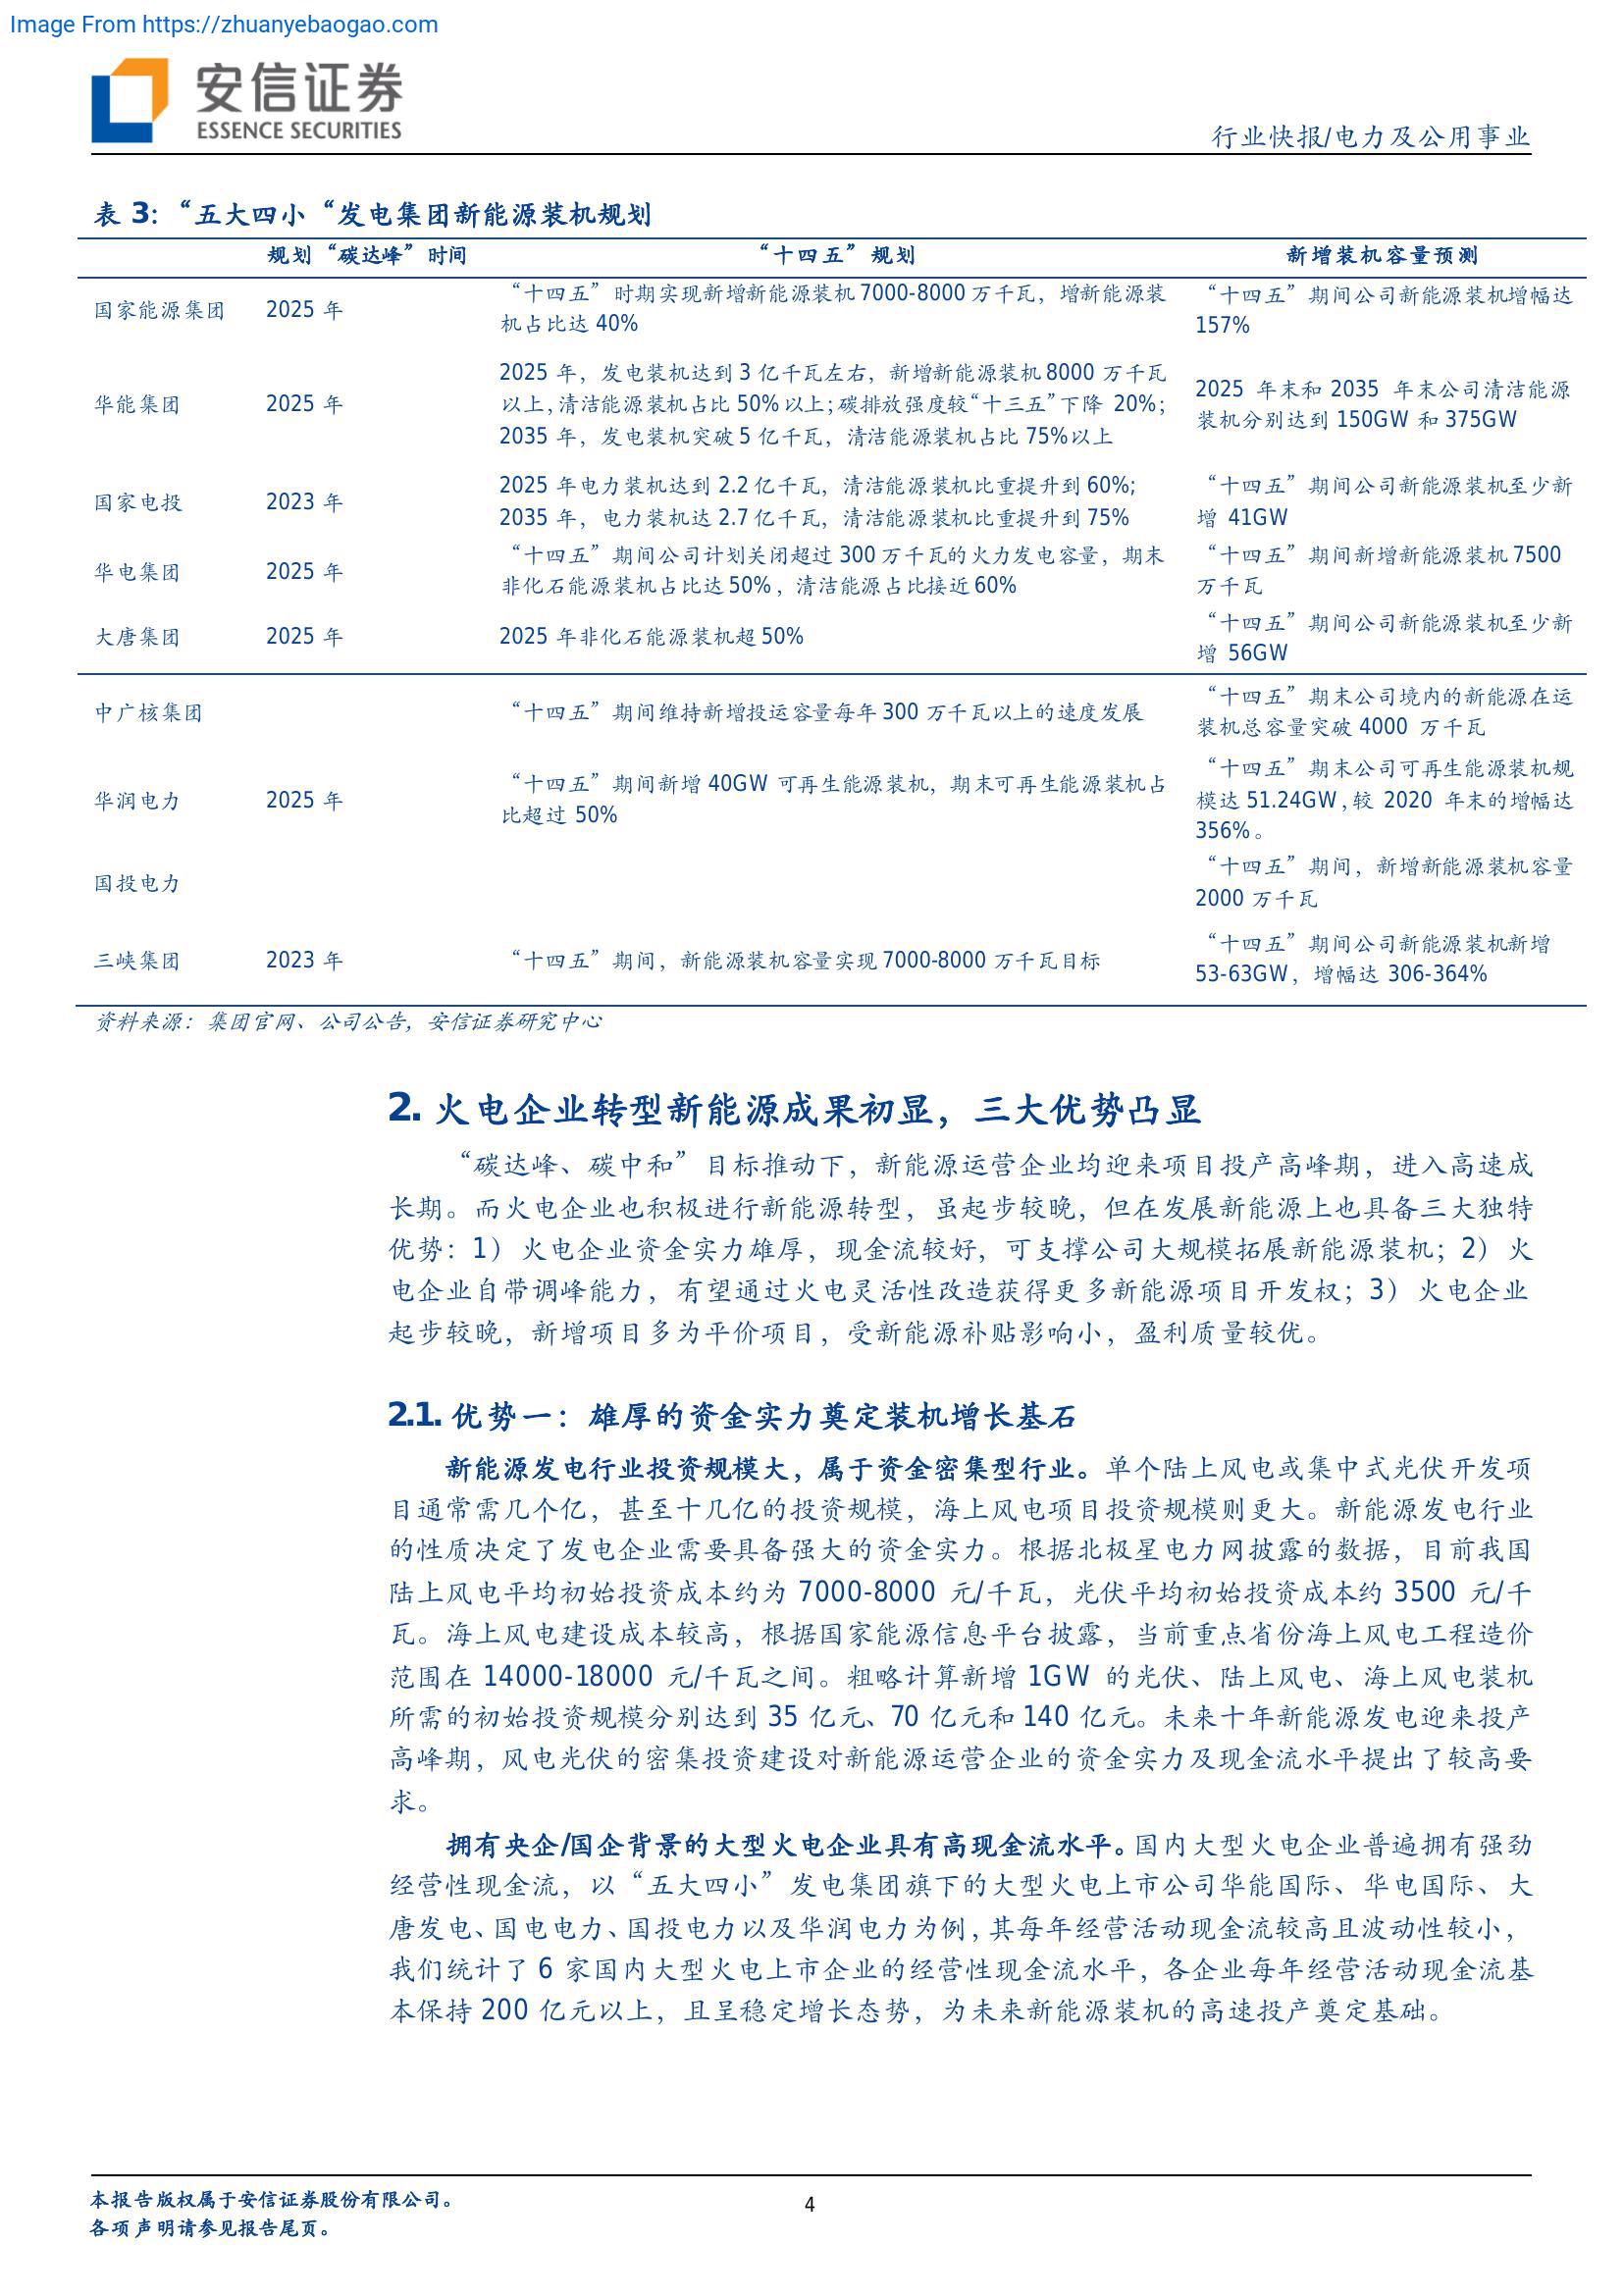 Image From https://zhuanyebaogao.com
安信证券
ESSENCE SECURITIES
行业快报/电力及公用事业
表 3:“五大四小“发电集团新能源装机规划
规划“碳达峰”时间 “十四五”规划 新增装机容量预测
国家能源集团 2025 年 “十四五”时期实现新增新能源装机 7000-8000 万千瓦，增新能源装
机占比达 40% “十四五”期间公司新能源装机增幅达
157%
华能集团 2025 年 2025 年，发电装机达到 3 亿千瓦左右，新增新能源装机 8000 万千瓦
以上,清洁能源装机占比 50%以上;碳排放强度较“十三五”下降 20%;
2035 年，发电装机突破 5 亿千瓦，清洁能源装机占比 75%以上
2025 年末和 2035 年末公司清洁能源
装机分别达到 150GW 和 375GW
国家电投 2023 年 2025 年电力装机达到 2.2 亿千瓦，清洁能源装机比重提升到 60%;
2035 年，电力装机达 2.7 亿千瓦，清洁能源装机比重提升到 75%
“十四五”期间公司新能源装机至少新
增 41GW
华电集团 2025 年 “十四五”期间公司计划关闭超过 300 万千瓦的火力发电容量，期末
非化石能源装机占比达 50%，清洁能源占比接近 60%
“十四五”期间新增新能源装机 7500
万千瓦
大唐集团 2025 年 2025 年非化石能源装机超 50%
“十四五”期间公司新能源装机至少新
增 56GW
中广核集团 “十四五”期间维持新增投运容量每年 300 万千瓦以上的速度发展
“十四五”期末公司境内的新能源在运
装机总容量突破 4000 万千瓦
华润电力 2025 年 “十四五”期间新增 40GW 可再生能源装机，期末可再生能源装机占
比超过 50%
“十四五”期末公司可再生能源装机规
模达 51.24GW,较 2020 年末的增幅达
356%。
国投电力 “十四五”期间，新增新能源装机容量
2000 万千瓦
三峡集团 2023 年 “十四五”期间，新能源装机容量实现 7000-8000 万千瓦目标
“十四五”期间公司新能源装机新增
53-63GW，增幅达 306-364%
资料来源：集团官网、公司公告，安信证券研究中心
2. 火电企业转型新能源成果初显，三大优势凸显
“碳达峰、碳中和”目标推动下，新能源运营企业均迎来项目投产高峰期，进入高速成
长期。而火电企业也积极进行新能源转型，虽起步较晚，但在发展新能源上也具备三大独特
优势：1）火电企业资金实力雄厚，现金流较好，可支撑公司大规模拓展新能源装机；2）火
电企业自带调峰能力，有望通过火电灵活性改造获得更多新能源项目开发权；3）火电企业
起步较晚，新增项目多为平价项目，受新能源补贴影响小，盈利质量较优。
2.1. 优势一：雄厚的资金实力奠定装机增长基石
新能源发电行业投资规模大，属于资金密集型行业。单个陆上风电或集中式光伏开发项
目通常需几个亿，甚至十几亿的投资规模，海上风电项目投资规模则更大。新能源发电行业
的性质决定了发电企业需要具备强大的资金实力。根据北极星电力网披露的数据，目前我国
陆上风电平均初始投资成本约为 7000-8000 元/千瓦，光伏平均初始投资成本约 3500 元/千
瓦。海上风电建设成本较高，根据国家能源信息平台披露，当前重点省份海上风电工程造价
范围在 14000-18000 元/千瓦之间。粗略计算新增 1GW 的光伏、陆上风电、海上风电装机
所需的初始投资规模分别达到 35 亿元、70 亿元和 140 亿元。未来十年新能源发电迎来投产
高峰期，风电光伏的密集投资建设对新能源运营企业的资金实力及现金流水平提出了较高要
求。
拥有央企/国企背景的大型火电企业具有高现金流水平。国内大型火电企业普遍拥有强劲
经营性现金流，以“五大四小”发电集团旗下的大型火电上市公司华能国际、华电国际、大
唐发电、国电电力、国投电力以及华润电力为例，其每年经营活动现金流较高且波动性较小，
我们统计了 6 家国内大型火电上市企业的经营性现金流水平，各企业每年经营活动现金流基
本保持 200 亿元以上，且呈稳定增长态势，为未来新能源装机的高速投产奠定基础。
本报告版权属于安信证券股份有限公司。
各项声明请参见报告尾页。
4